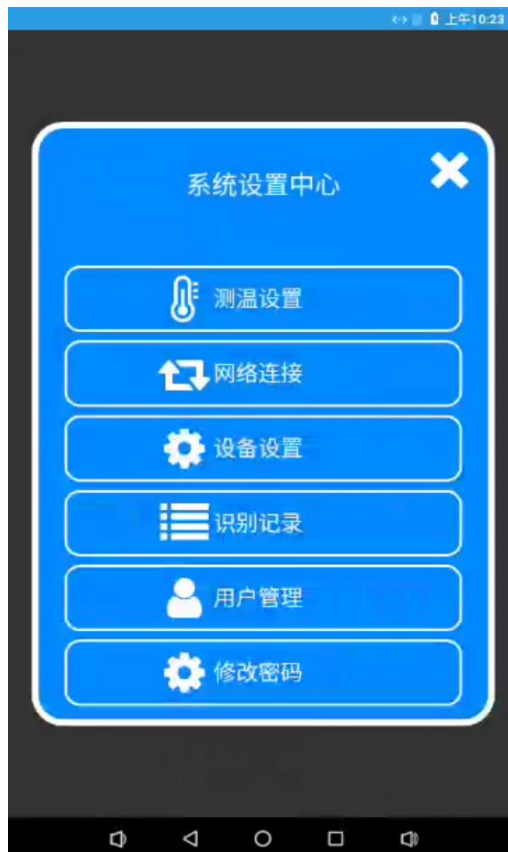 上午10:23
系统设置中心
测温设置
网络连接
设备设置
识别记录
用户管理
修改密码